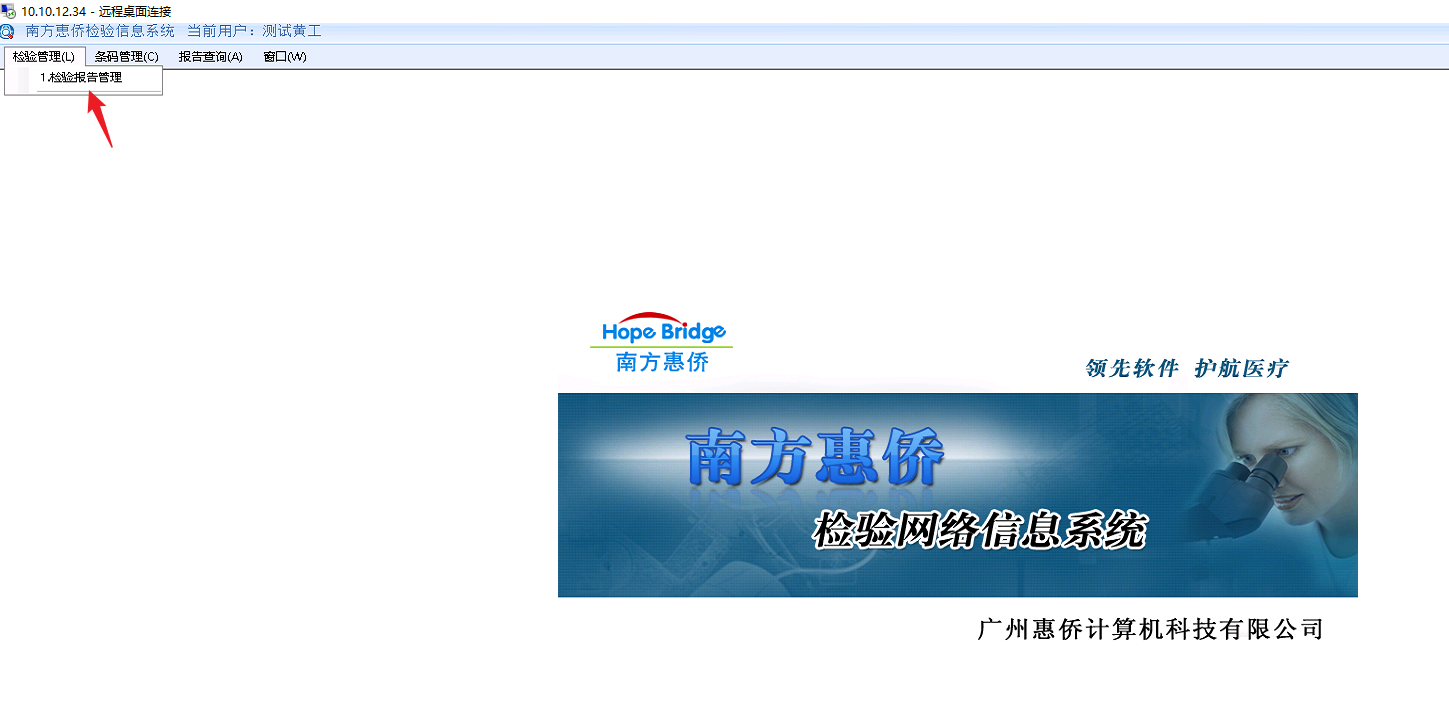 10.10.12.34 - 远程桌面连接
南方惠侨检验信息系统 当前用户：测试黄工
检验管理(L) 条码管理(C) 报告查询(A) 窗口(W)
1.检验报告管理
Hope Bridge
南方惠侨
领先软件 护航医疗
南方惠侨
检验网络信息系统
广州惠侨计算机科技有限公司